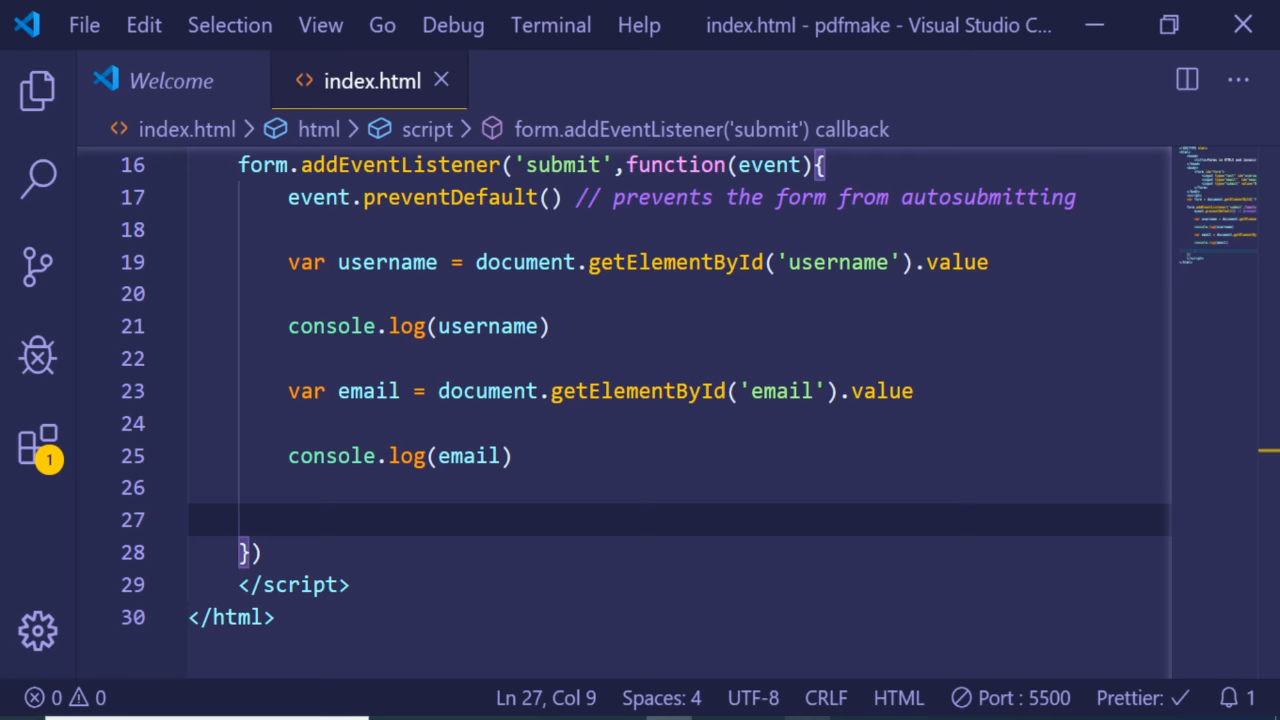 File Edit Selection View Go Debug Terminal Help index.html - pdfmake - Visual Studio C...
Welcome index.html
index.html > html > script > form.addEventListener('submit') callback
16 form.addEventListener('submit',function(event){
17 event.preventDefault() // prevents the form from autosubmitting
18
19 var username = document.getElementById('username').value
20
21 console.log(username)
22
23 var email = document.getElementById('email').value
24
25 console.log(email)
26
27
28 })
29 </script>
30 </html>
1
0 0 Ln 27, Col 9 Spaces: 4 UTF-8 CRLF HTML Port : 5500 Prettier: ✓ 1